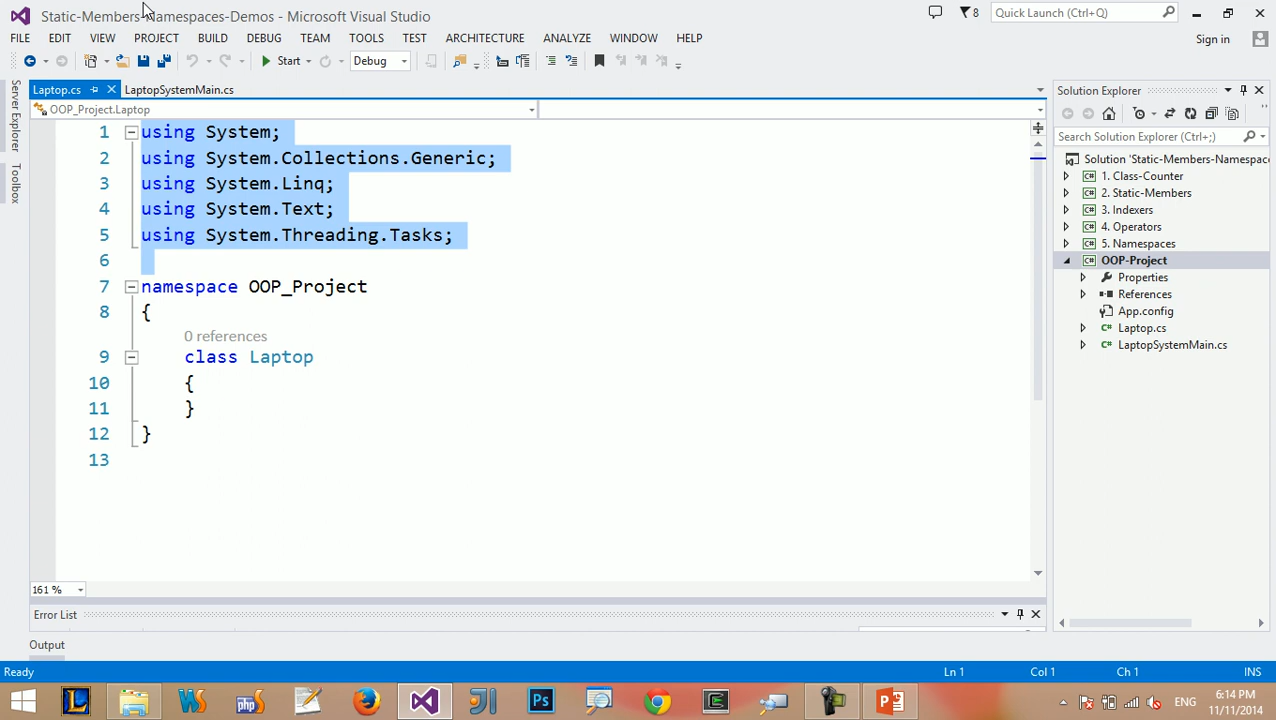 Static-Members-Namespaces-Demos - Microsoft Visual Studio
8
Quick Launch (Ctrl+;)
FILE EDIT VIEW PROJECT BUILD DEBUG TEAM TOOLS TEST ARCHITECTURE ANALYZE WINDOW HELP
Sign in
Start
Debug
Server Explorer
Toolbox
Laptop.cs
LaptopSystemMain.cs
OOP_Project.Laptop
1 using System;
2 using System.Collections.Generic;
3 using System.Linq;
4 using System.Text;
5 using System.Threading.Tasks;
6
7 namespace OOP_Project
8 {
0 references
9 class Laptop
10 {
11 }
12 }
13
161 %
Error List
Output
Solution Explorer
Search Solution Explorer (Ctrl+;)
Solution 'Static-Members-Namespac
C# 1. Class-Counter
C# 2. Static-Members
C# 3. Indexers
C# 4. Operators
C# 5. Namespaces
C# OOP-Project
Properties
References
App.config
C# Laptop.cs
C# LaptopSystemMain.cs
Ready
Ln 1
Col 1
Ch 1
INS
php
Ps
ENG
6:14 PM
11/11/2014